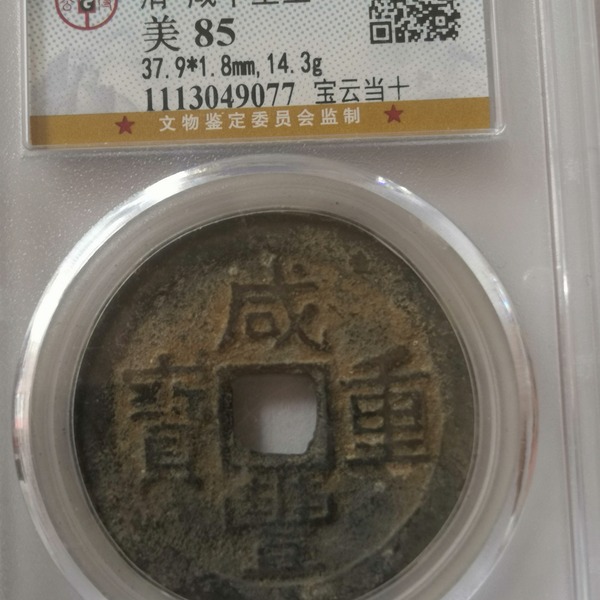 美 85
37.9*1.8mm,14.3g
1113049077 宝云当十
文物鉴定委员会监制
咸
寳 重
豐